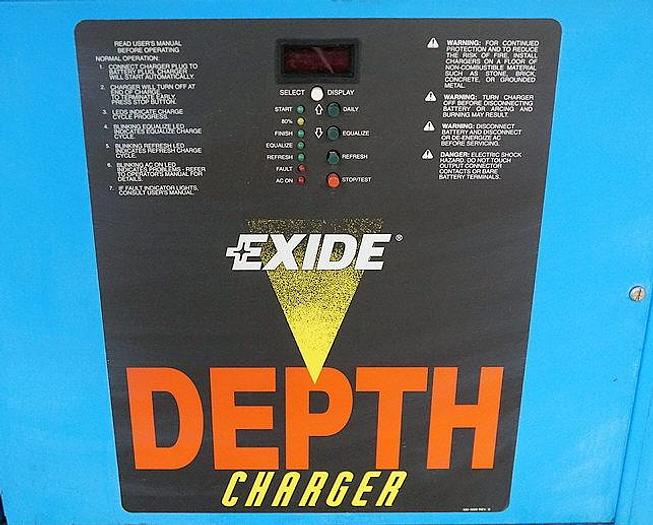 READ USER'S MANUAL
BEFORE OPERATING
NORMAL OPERATION:
1. CONNECT CHARGER PLUG TO
BATTERY PLUG. CHARGER
WILL START AUTOMATICALLY.
2. CHARGER WILL TURN OFF AT
END OF CHARGE.
TO TERMINATE EARLY,
PRESS STOP BUTTON.
3. LEDS INDICATE CHARGE
CYCLE PROGRESS.
4. BLINKING EQUALIZE LED
INDICATES EQUALIZE CHARGE
CYCLE.
5. BLINKING REFRESH LED
INDICATES REFRESH CHARGE
CYCLE.
6. BLINKING AC ON LED
INDICATES PROBLEMS - REFER
TO OPERATOR'S MANUAL FOR
DETAILS.
7. IF FAULT INDICATOR LIGHTS,
CONSULT USER'S MANUAL.
SELECT DISPLAY
START DAILY
80%
FINISH EQUALIZE
EQUALIZE
REFRESH REFRESH
FAULT
AC ON STOP/TEST
WARNING: FOR CONTINUED
PROTECTION AND TO REDUCE
THE RISK OF FIRE, INSTALL
CHARGERS ON A FLOOR OF
NON-COMBUSTIBLE MATERIAL
SUCH AS STONE, BRICK,
CONCRETE, OR GROUNDED
METAL.
WARNING: TURN CHARGER
OFF BEFORE DISCONNECTING
BATTERY OR ARCING AND
BURNING MAY RESULT.
WARNING: DISCONNECT
BATTERY AND DISCONNECT
OR DE-ENERGIZE AC
BEFORE SERVICING.
DANGER: ELECTRIC SHOCK
HAZARD. DO NOT TOUCH
OUTPUT CONNECTOR
CONTACTS OR BARE
BATTERY TERMINALS.
EXIDE®
DEPTH
CHARGER